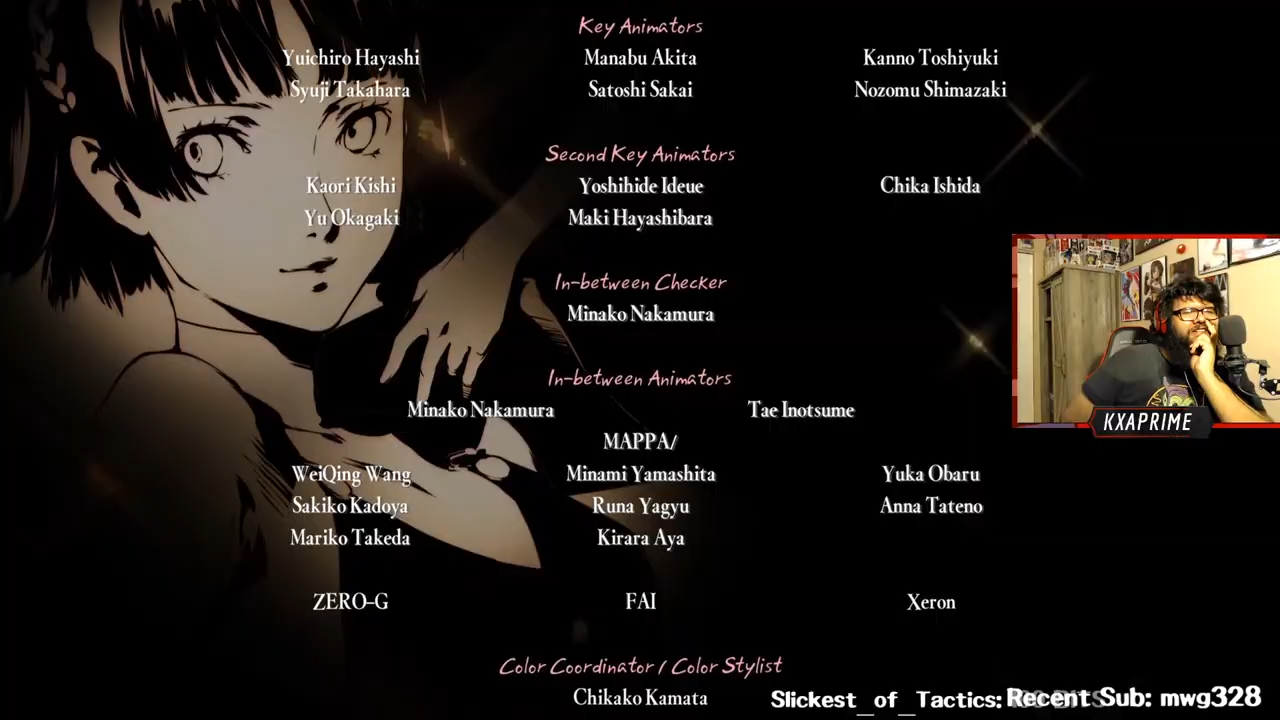 Key Animators
Yuichiro Hayashi Manabu Akita Kanno Toshiyuki
Syuji Takahara Satoshi Sakai Nozomu Shimazaki
Second Key Animators
Kaori Kishi Yoshihide Ideue Chika Ishida
Yu Okagaki Maki Hayashibara
In-between Checker
Minako Nakamura
In-between Animators
Minako Nakamura Tae Inotsume
MAPPA/
WeiQing Wang Minami Yamashita Yuka Obaru
Sakiko Kadoya Runa Yagyu Anna Tateno
Mariko Takeda Kirara Aya
ZERO-G FAI Xeron
Color Coordinator / Color Stylist
Chikako Kamata
KXAPRIME
Slickest_of_Tactics: Recent Sub: mwg328